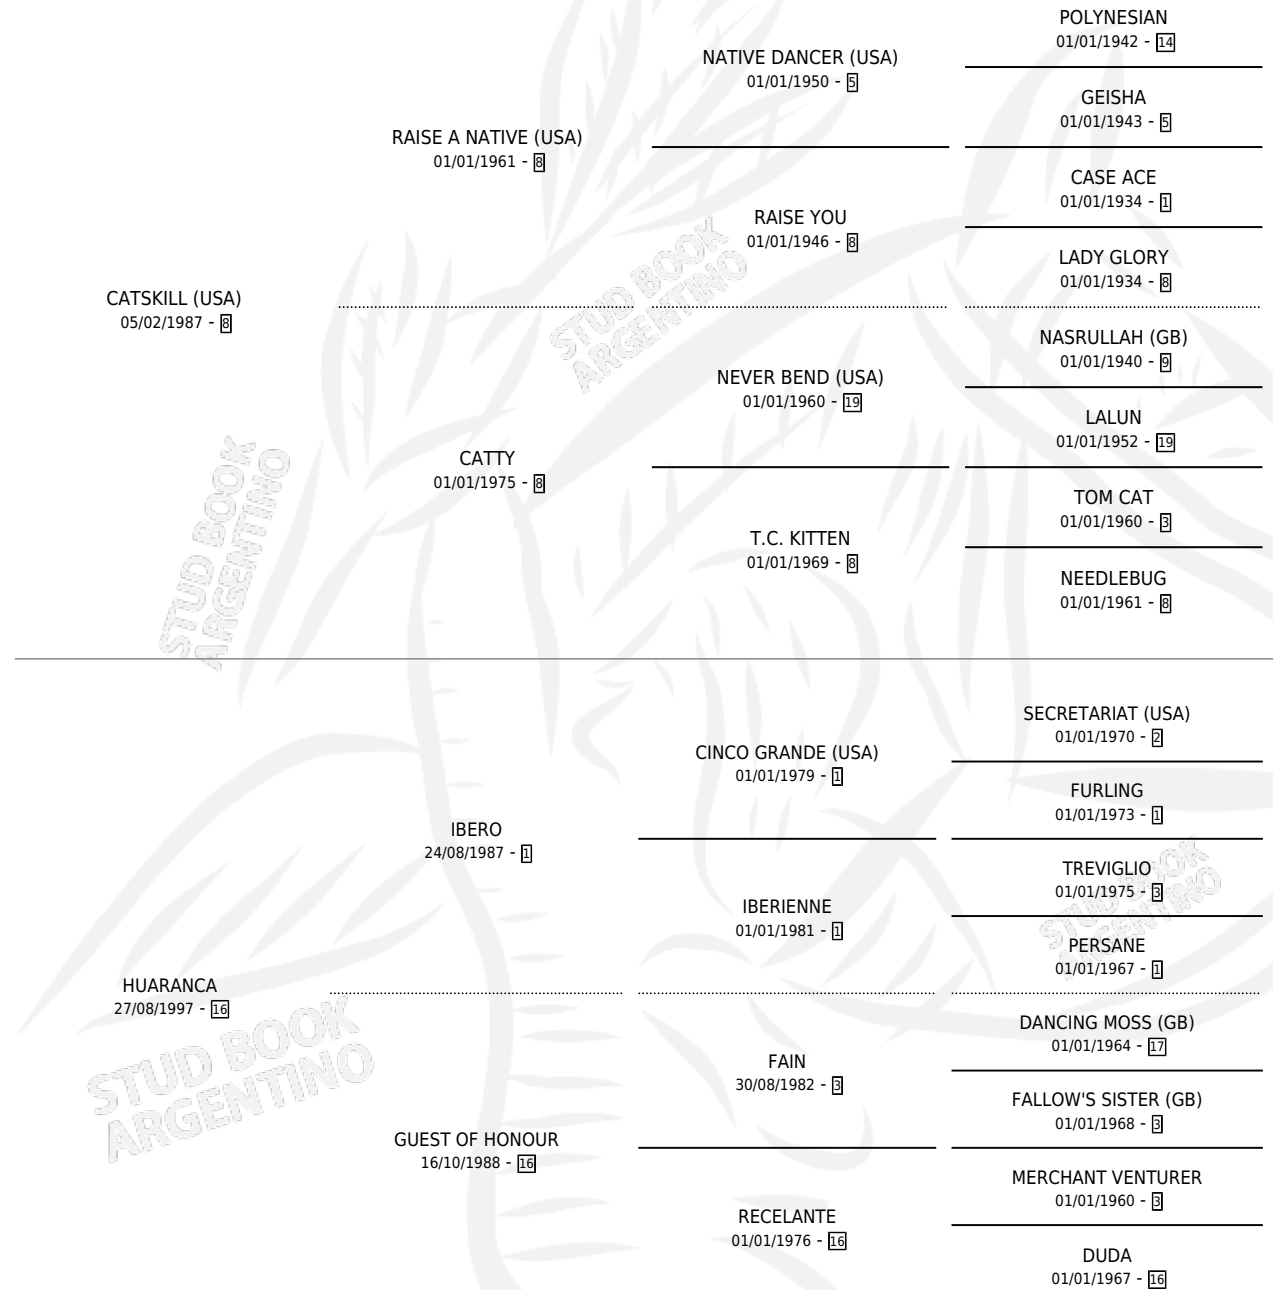 POLYNESIAN
01/01/1942 - 14
NATIVE DANCER (USA)
01/01/1950 - 5
GEISHA
01/01/1943 - 5
RAISE A NATIVE (USA)
01/01/1961 - 8
CASE ACE
01/01/1934 - 1
RAISE YOU
01/01/1946 - 8
LADY GLORY
01/01/1934 - 8
CATSKILL (USA)
05/02/1987 - 8
NASRULLAH (GB)
01/01/1940 - 9
NEVER BEND (USA)
01/01/1960 - 19
LALUN
01/01/1952 - 19
CATTY
01/01/1975 - 8
TOM CAT
01/01/1960 - 3
T.C. KITTEN
01/01/1969 - 8
NEEDLEBUG
01/01/1961 - 8
STUD BOOK
ARGENTINO
STUD BOOK
ARGENTINO
SECRETARIAT (USA)
01/01/1970 - 2
CINCO GRANDE (USA)
01/01/1979 - 1
FURLING
01/01/1973 - 1
IBERO
24/08/1987 - 1
TREVIGLIO
01/01/1975 - 3
IBERIENNE
01/01/1981 - 1
PERSANE
01/01/1967 - 1
STUD BOOK
ARGENTINO
HUARANCA
27/08/1997 - 16
DANCING MOSS (GB)
01/01/1964 - 17
FAIN
30/08/1982 - 3
FALLOW'S SISTER (GB)
01/01/1968 - 3
GUEST OF HONOUR
16/10/1988 - 16
MERCHANT VENTURER
01/01/1960 - 3
RECELANTE
01/01/1976 - 16
DUDA
01/01/1967 - 16
STUD BOOK
ARGENTINO